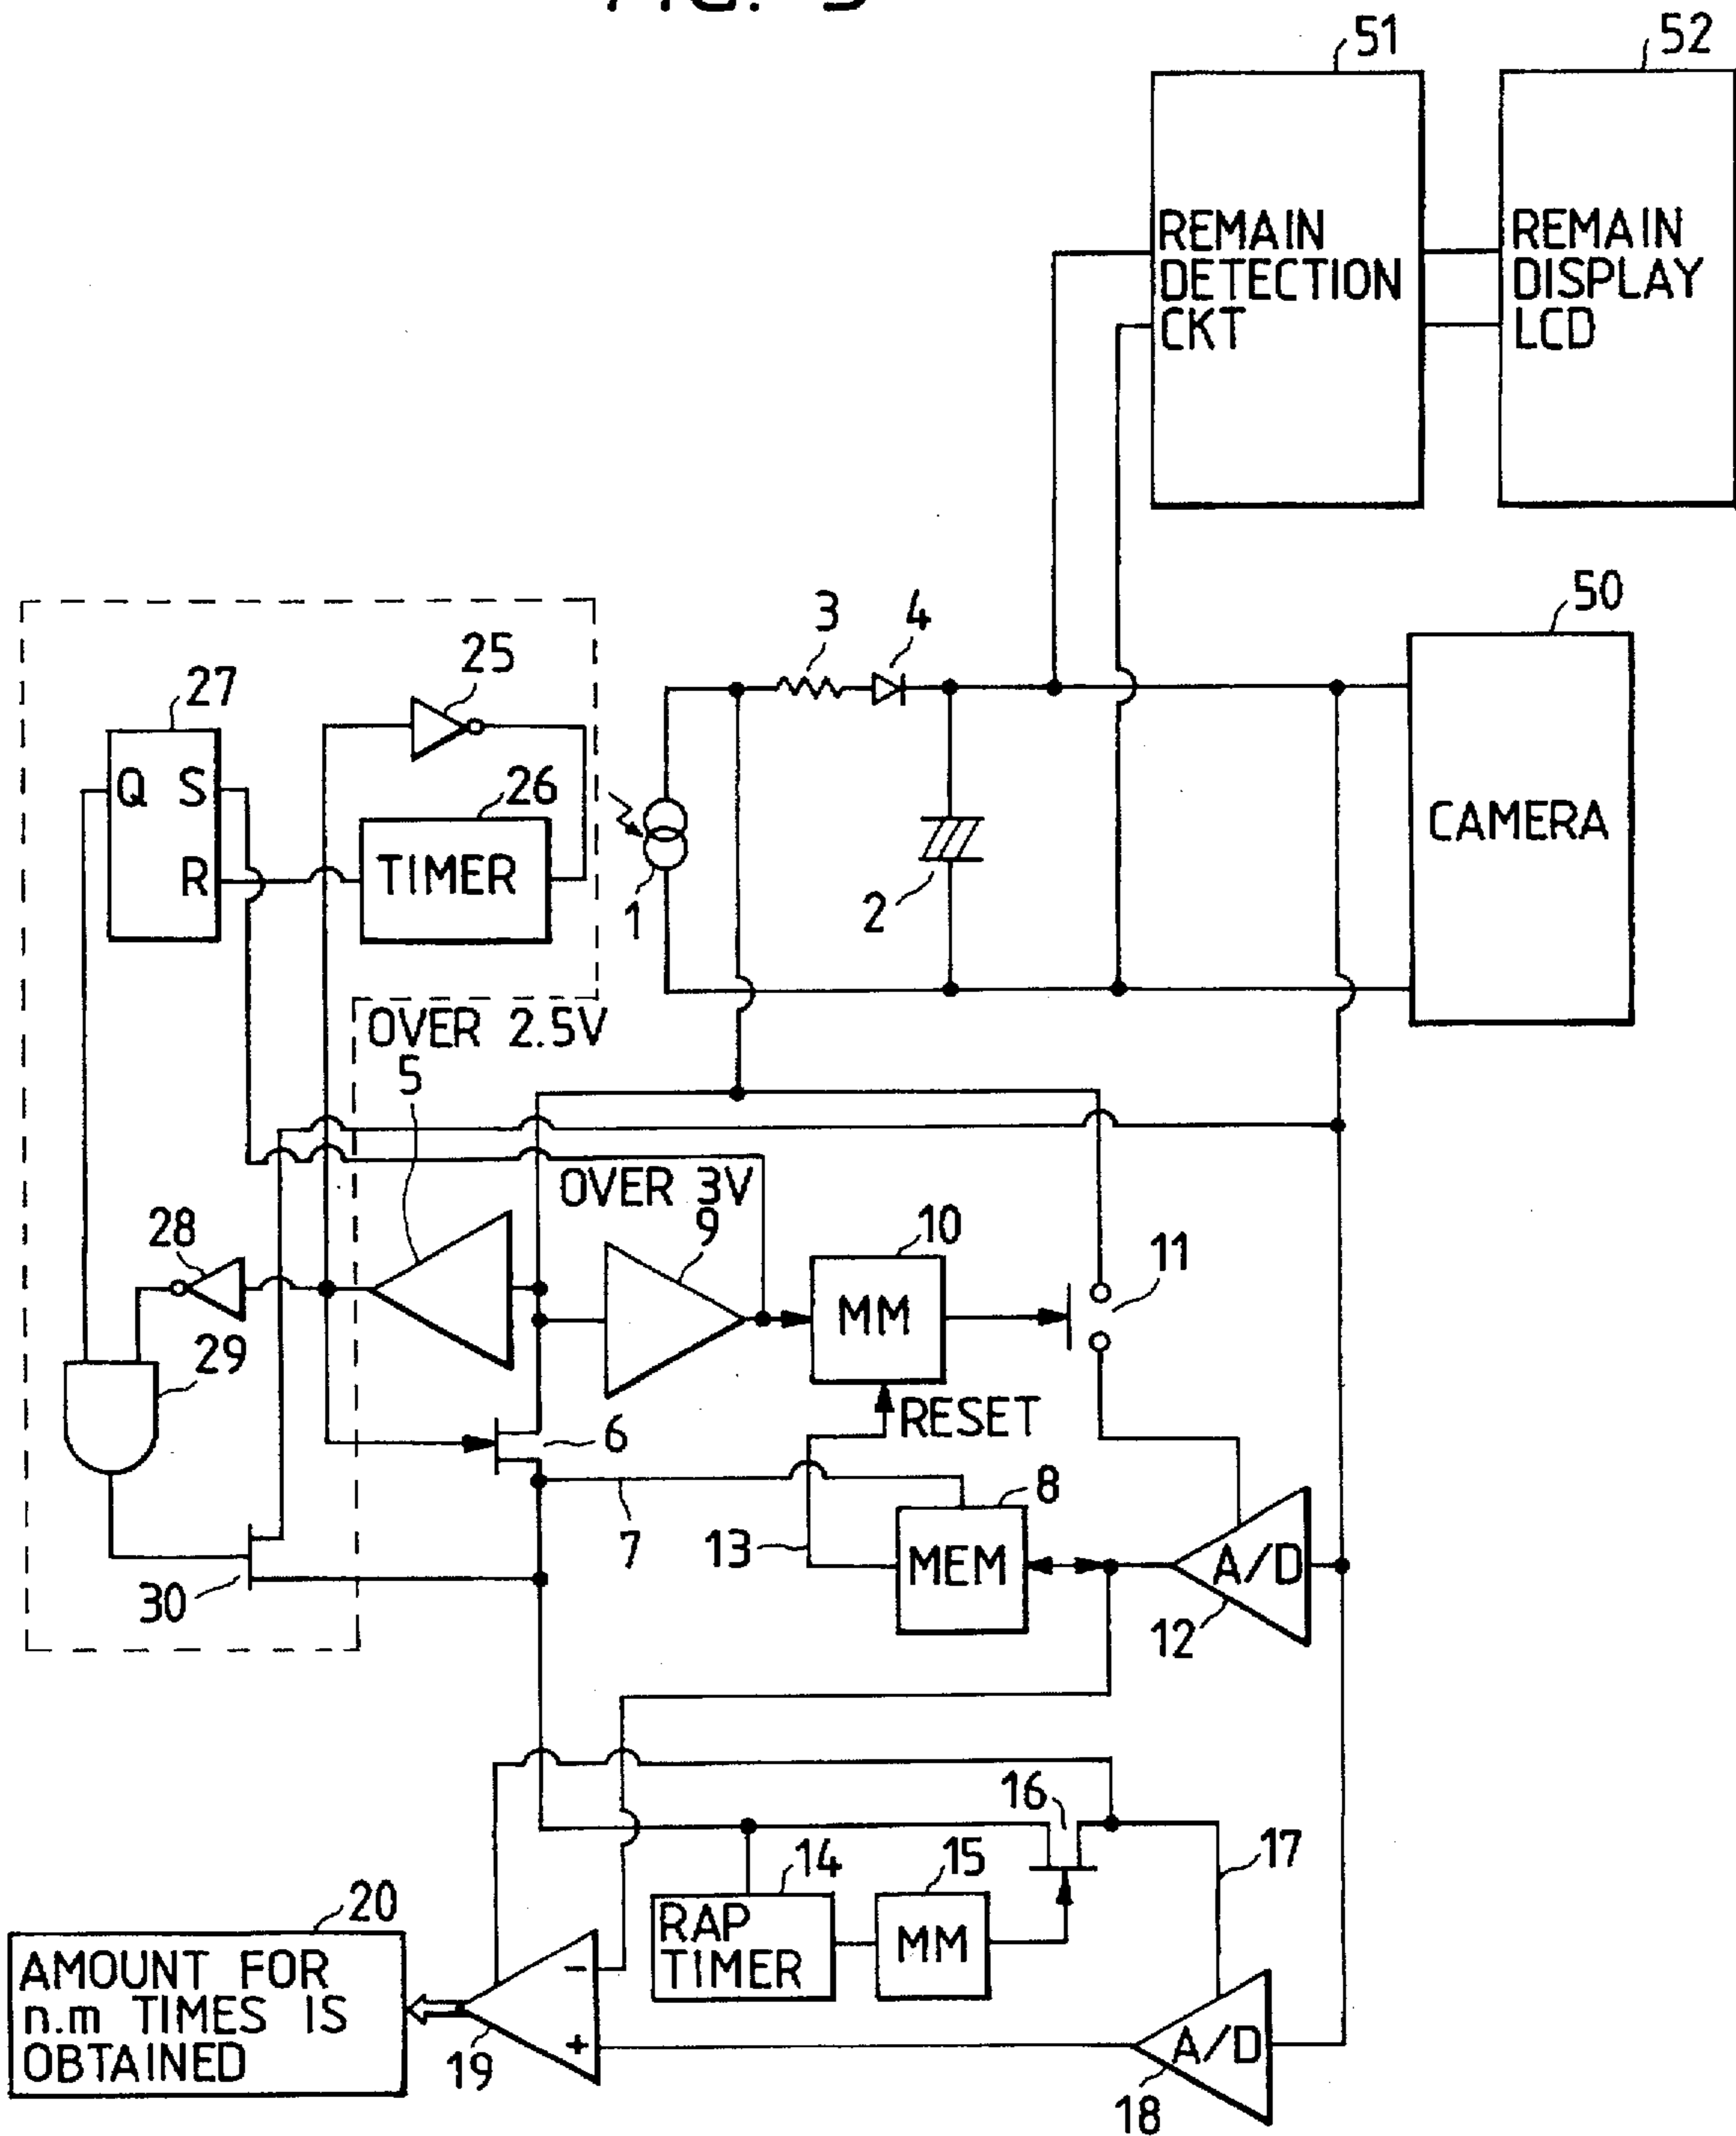 51
52
REMAIN
DETECTION
CKT
REMAIN
DISPLAY
LCD
50
3
4
25
27
Q S
26
R
TIMER
1
2
CAMERA
OVER 2.5V
5
OVER 3V
9
10
11
28
MM
29
RESET
6
8
7
13
MEM
A/D
30
12
16
14
15
17
20
RAP
TIMER
MM
AMOUNT FOR
n.m TIMES IS
OBTAINED
−
+
19
A/D
18